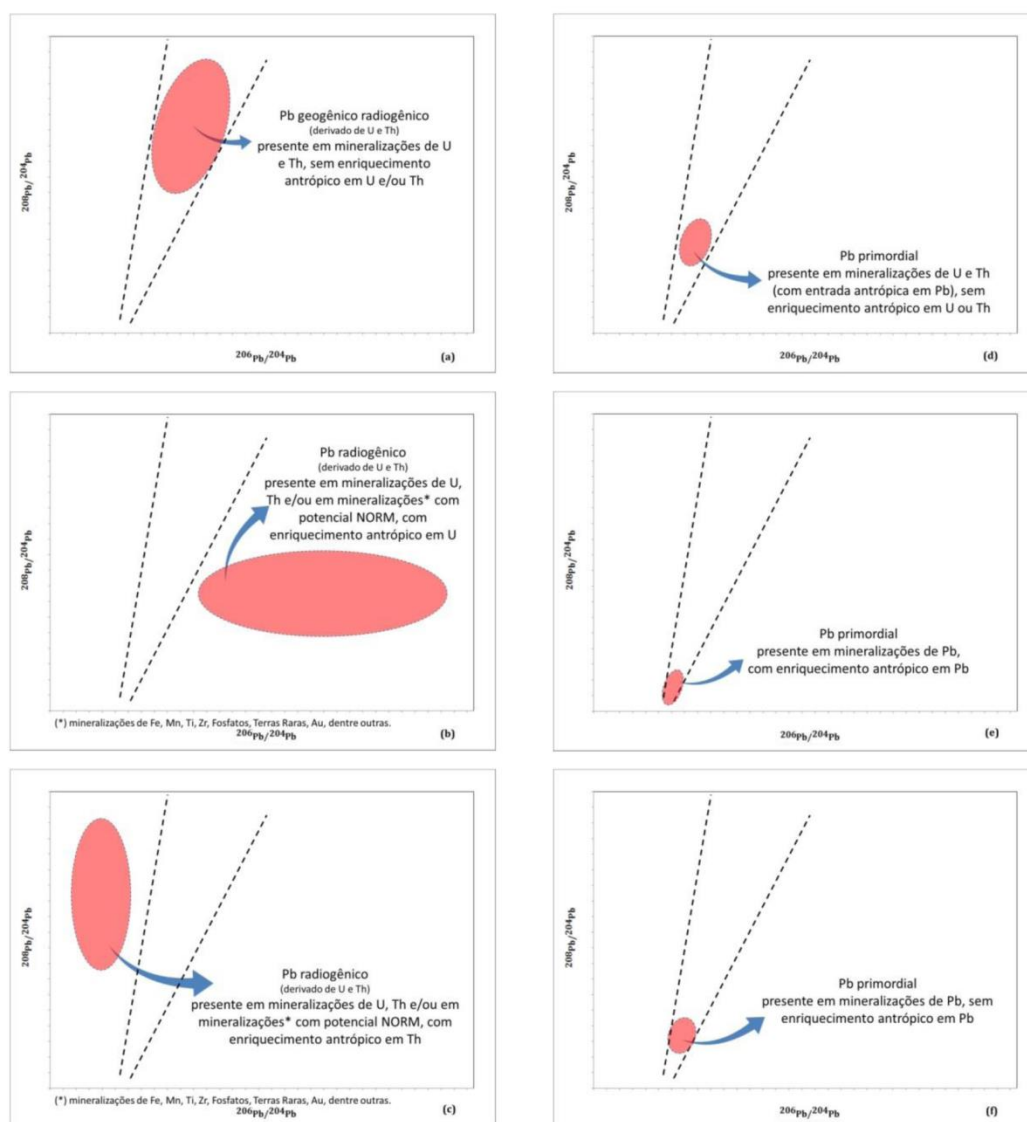 ²⁰⁸Pb/²⁰⁴Pb
Pb geogênico radiogênico
(derivado de U e Th)
presente em mineralizações de U
e Th, sem enriquecimento
antrópico em U e/ou Th
²⁰⁶Pb/²⁰⁴Pb
(a)
²⁰⁸Pb/²⁰⁴Pb
Pb radiogênico
(derivado de U e Th)
presente em mineralizações de U,
Th e/ou em mineralizações* com
potencial NORM, com
enriquecimento antrópico em U
(*) mineralizações de Fe, Mn, Ti, Zr, Fosfatos, Terras Raras, Au, dentre outras.
(b)
²⁰⁶Pb/²⁰⁴Pb
²⁰⁸Pb/²⁰⁴Pb
Pb radiogênico
(derivado de U e Th)
presente em mineralizações de U, Th e/ou em
mineralizações* com potencial NORM, com
enriquecimento antrópico em Th
(*) mineralizações de Fe, Mn, Ti, Zr, Fosfatos, Terras Raras, Au, dentre outras.
(c)
²⁰⁶Pb/²⁰⁴Pb
²⁰⁸Pb/²⁰⁴Pb
Pb primordial
presente em mineralizações de U e Th
(com entrada antrópica em Pb), sem
enriquecimento antrópico em U ou Th
²⁰⁶Pb/²⁰⁴Pb
(d)
²⁰⁸Pb/²⁰⁴Pb
Pb primordial
presente em mineralizações de Pb,
com enriquecimento antrópico em Pb
²⁰⁶Pb/²⁰⁴Pb
(e)
²⁰⁸Pb/²⁰⁴Pb
Pb primordial
presente em mineralizações de Pb, sem
enriquecimento antrópico em Pb
²⁰⁶Pb/²⁰⁴Pb
(f)